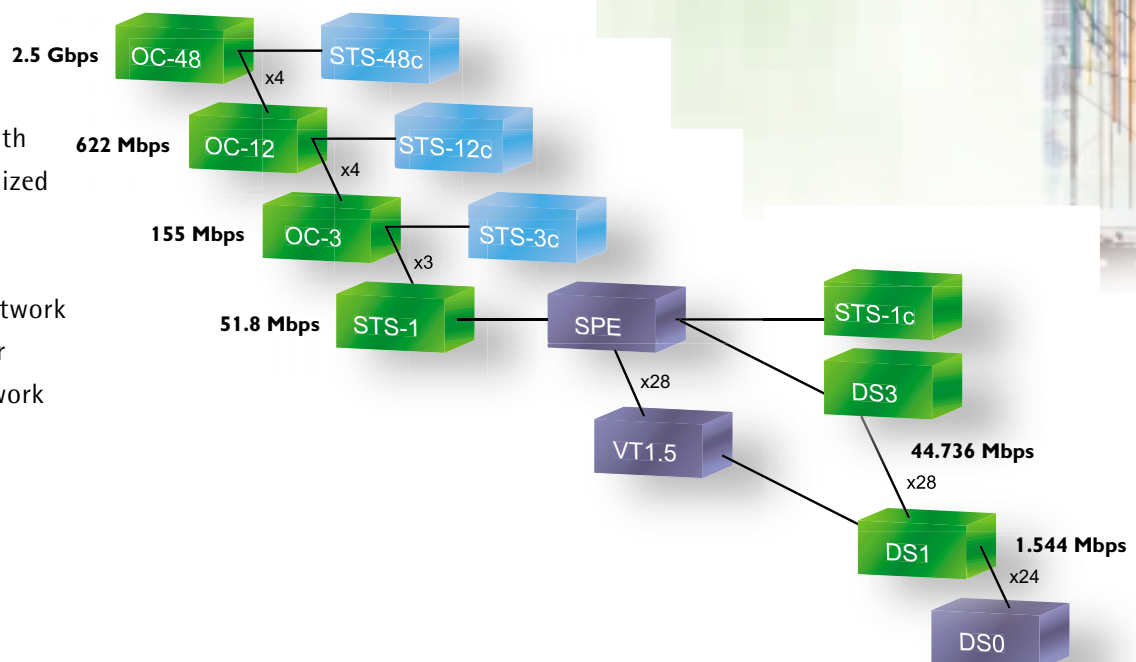 OC-48
STS-48c
2.5 Gbps
x4
th
OC-12
STS-12c
622 Mbps
x4
ized
OC-3
STS-3c
155 Mbps
x3
etwork
STS-1
SPE
STS-1c
51.8 Mbps
r
x28
DS3
work
VT1.5
44.736 Mbps
x28
DS1
1.544 Mbps
x24
DS0